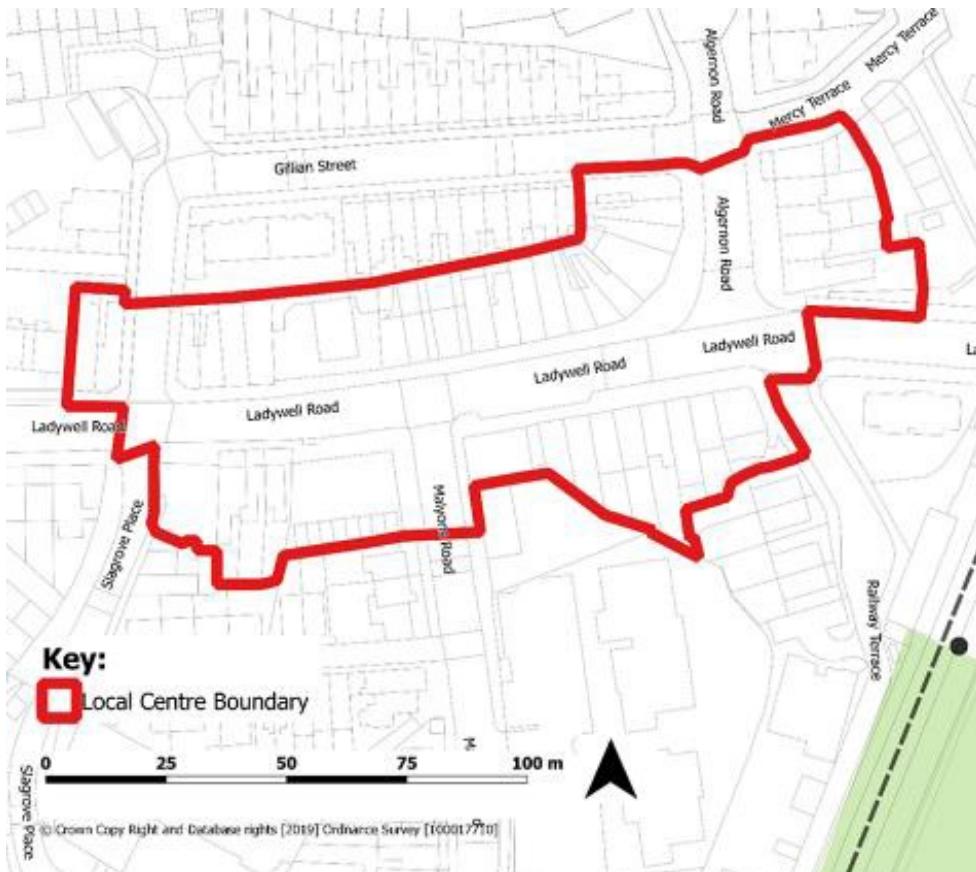 Mercy Terrace
Algernon Road
Mercy Terrace
Gillian Street
Algernon Road
Ladywell Road
Ladywell Road
Ladywell Road
Ladywell Road
La
Malyons Road
Slagrove Place
Railway Terrace
Key:
Local Centre Boundary
0 25 50 75 100 m
Slagrove Place
© Crown Copy Right and Database rights [2019] Ordnance Survey [100017710]